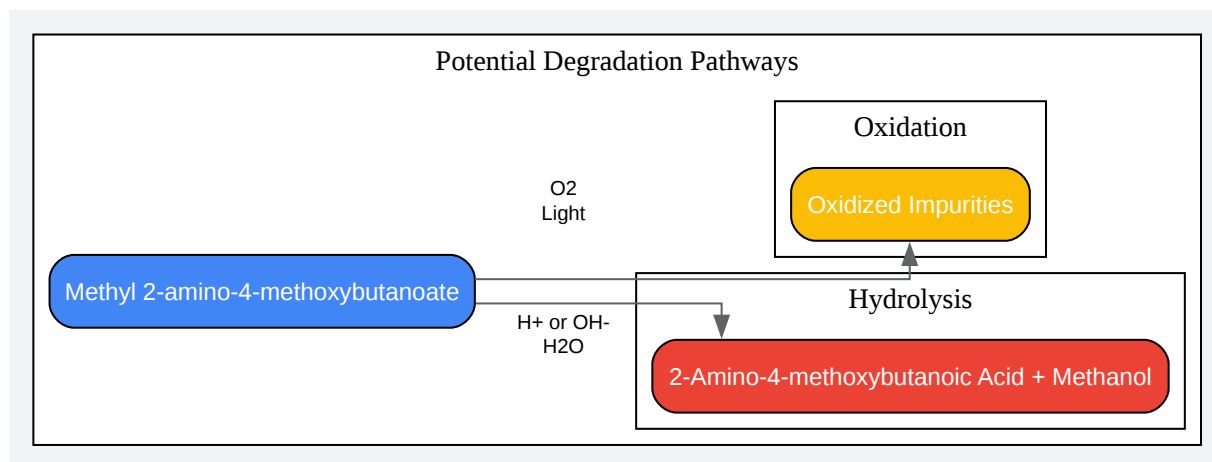 Potential Degradation Pathways
Oxidation
O2
Light
Oxidized Impurities
Methyl 2-amino-4-methoxybutanoate
Hydrolysis
H+ or OH-
H2O
2-Amino-4-methoxybutanoic Acid + Methanol